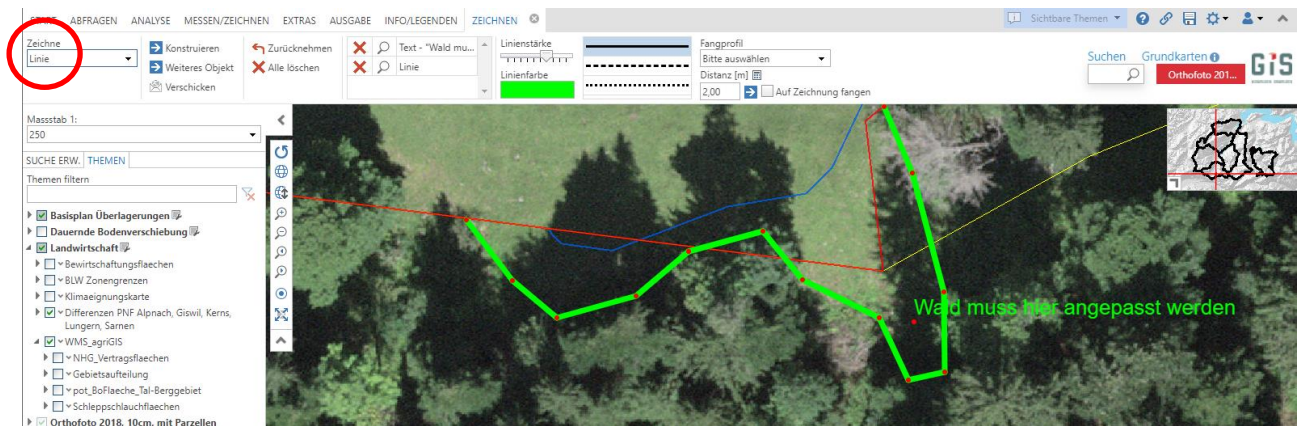 START ABFRAGEN ANALYSE MESSEN/ZEICHNEN EXTRAS AUSGABE INFO/LEGENDEN ZEICHNEN Sichtbare Themen
Zeichne
Linie
Konstruieren
Weiteres Objekt
Verschicken
Zurücknehmen
Alle löschen
Text - "Wald mu...
Linie
Linienstärke
Linienfarbe
Fangprofil
Bitte auswählen
Distanz [m]
2,00 Auf Zeichnung fangen
Suchen Grundkarten
Orthofoto 201...
GIS
Massstab 1:
250
SUCHE ERW. THEMEN
Themen filtern
Basisplan Überlagerungen
Dauernde Bodenverschiebung
Landwirtschaft
Bewirtschaftungsflaechen
BLW Zonengrenzen
Klimaeignungskarte
Differenzen PNF Alpnach, Giswil, Kerns,
Lungern, Sarnen
WMS_agriGIS
NHG_Vertragsflaechen
Gebietsaufteilung
pot_BoFlaeche_Tal-Berggebiet
Schleppschlauchflaechen
Orthofoto 2018, 10cm, mit Parzellen
Wald muss hier angepasst werden